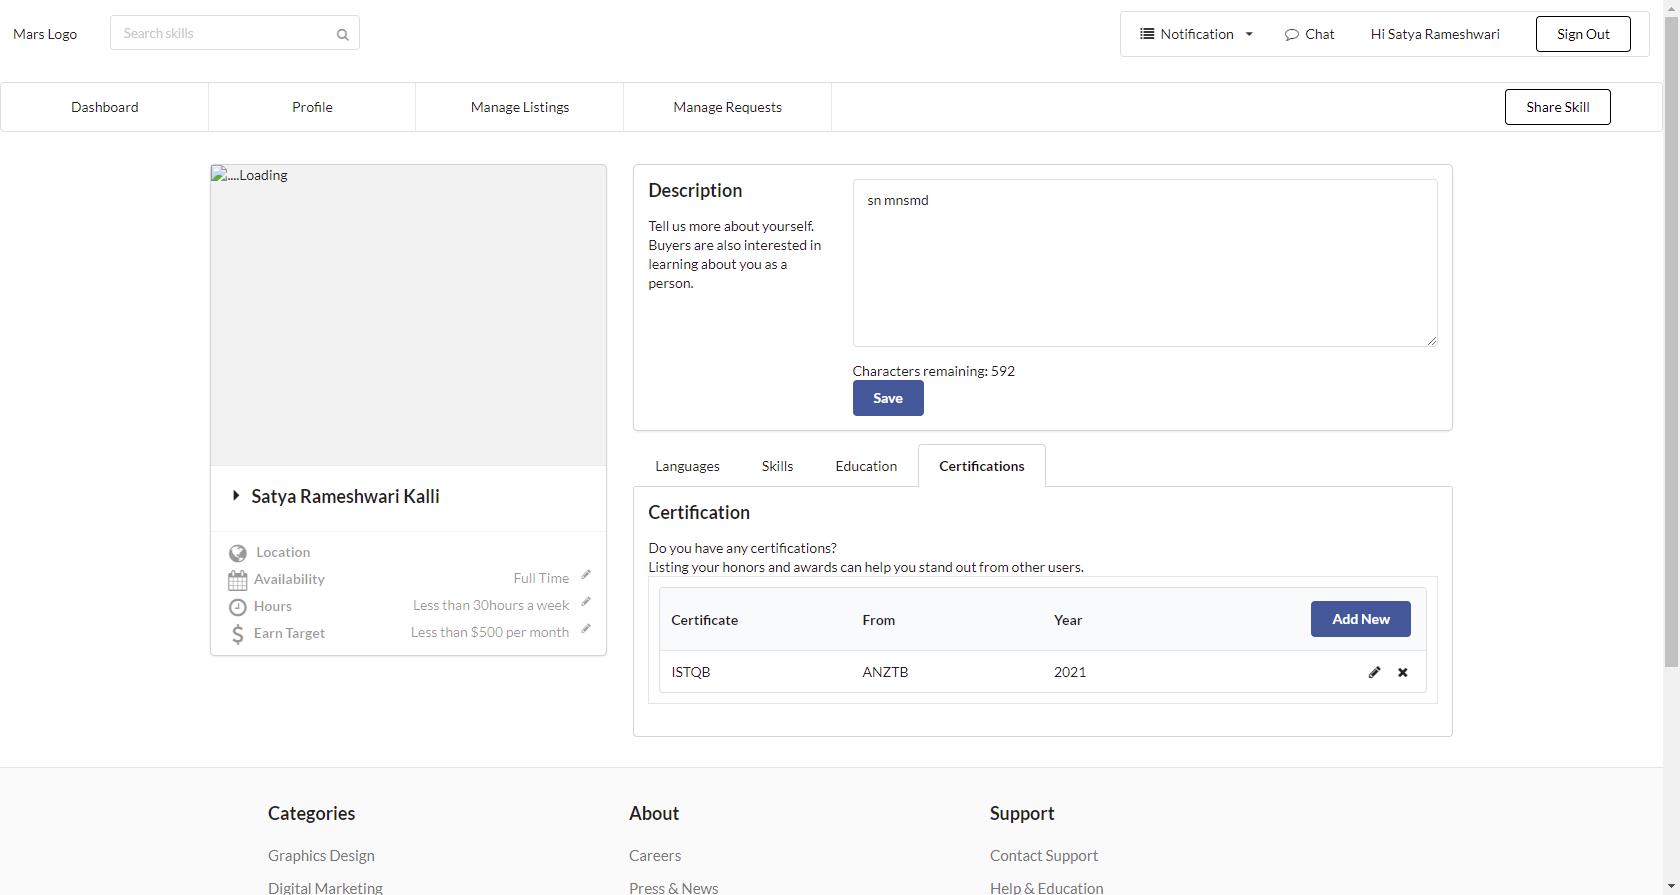 Mars Logo
Search skills
Notification
Chat
Hi Satya Rameshwari
Sign Out
Dashboard
Profile
Manage Listings
Manage Requests
Share Skill
....Loading
Satya Rameshwari Kalli
Location
Availability
Full Time
Hours
Less than 30hours a week
Earn Target
Less than $500 per month
Description
Tell us more about yourself.
Buyers are also interested in
learning about you as a
person.
sn mnsmd
Characters remaining: 592
Save
Languages
Skills
Education
Certifications
Certification
Do you have any certifications?
Listing your honors and awards can help you stand out from other users.
Certificate
From
Year
Add New
ISTQB
ANZTB
2021
Categories
About
Support
Graphics Design
Careers
Contact Support
Digital Marketing
Press & News
Help & Education